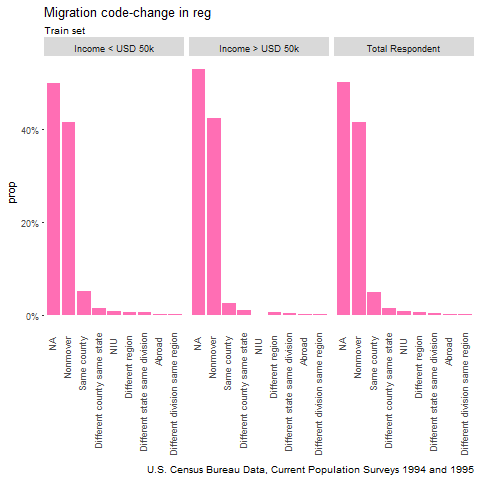 Migration code-change in reg
Train set
Income < USD 50k
Income > USD 50k
Total Respondent
prop
40%
20%
0%
NA
Nonmover
Same county
Different county same state
NIU
Different region
Different state same division
Abroad
Different division same region
NA
Nonmover
Same county
Different county same state
NIU
Different region
Different state same division
Abroad
Different division same region
NA
Nonmover
Same county
Different county same state
NIU
Different region
Different state same division
Abroad
Different division same region
U.S. Census Bureau Data, Current Population Surveys 1994 and 1995